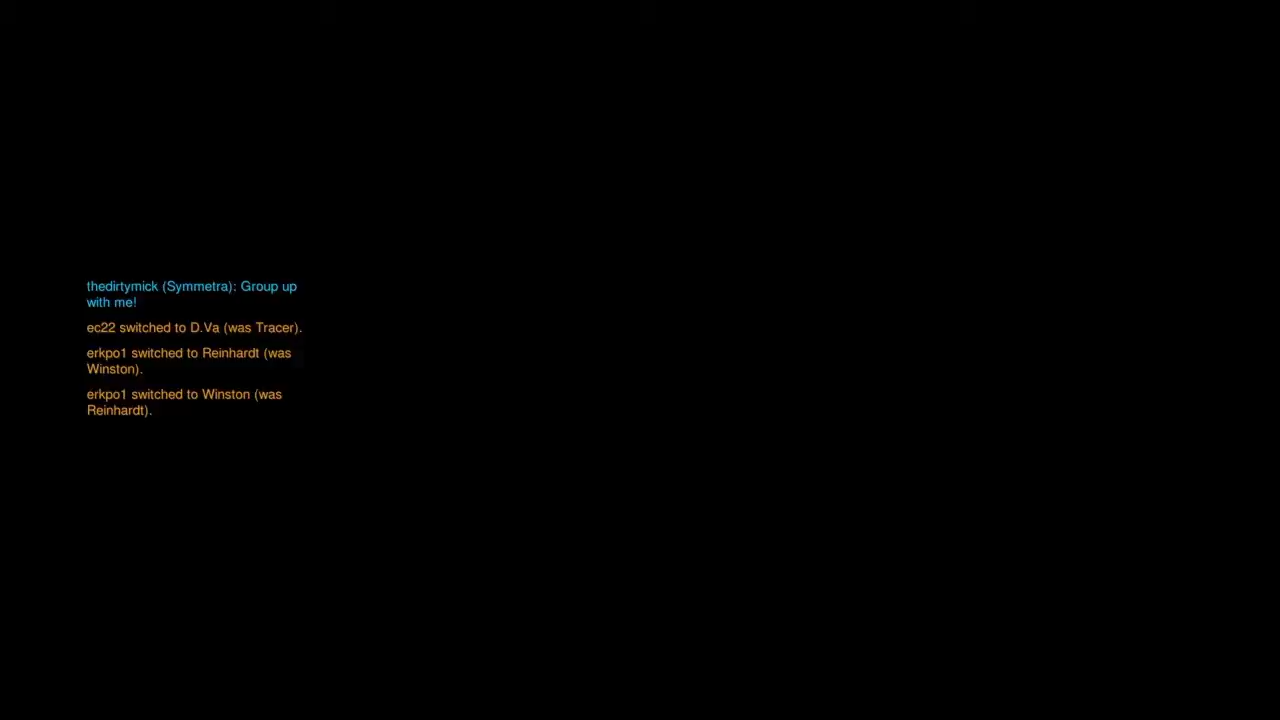 thedirtymick (Symmetra): Group up
with me!
ec22 switched to D.Va (was Tracer).
erkpo1 switched to Reinhardt (was
Winston).
erkpo1 switched to Winston (was
Reinhardt).